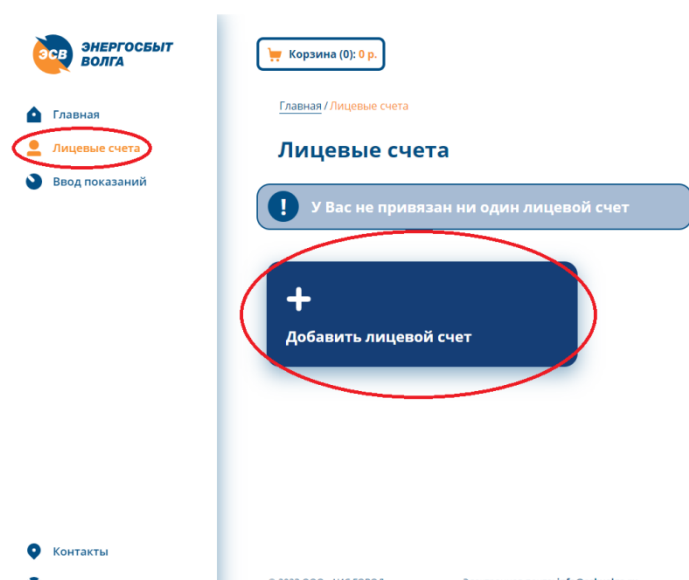 ЭСВ
ЭНЕРГОСБЫТ
ВОЛГА
Главная
Лицевые счета
Ввод показаний
Контакты
Корзина (0): 0 р.
Главная / Лицевые счета
Лицевые счета
! У Вас не привязан ни один лицевой счет
+
Добавить лицевой счет